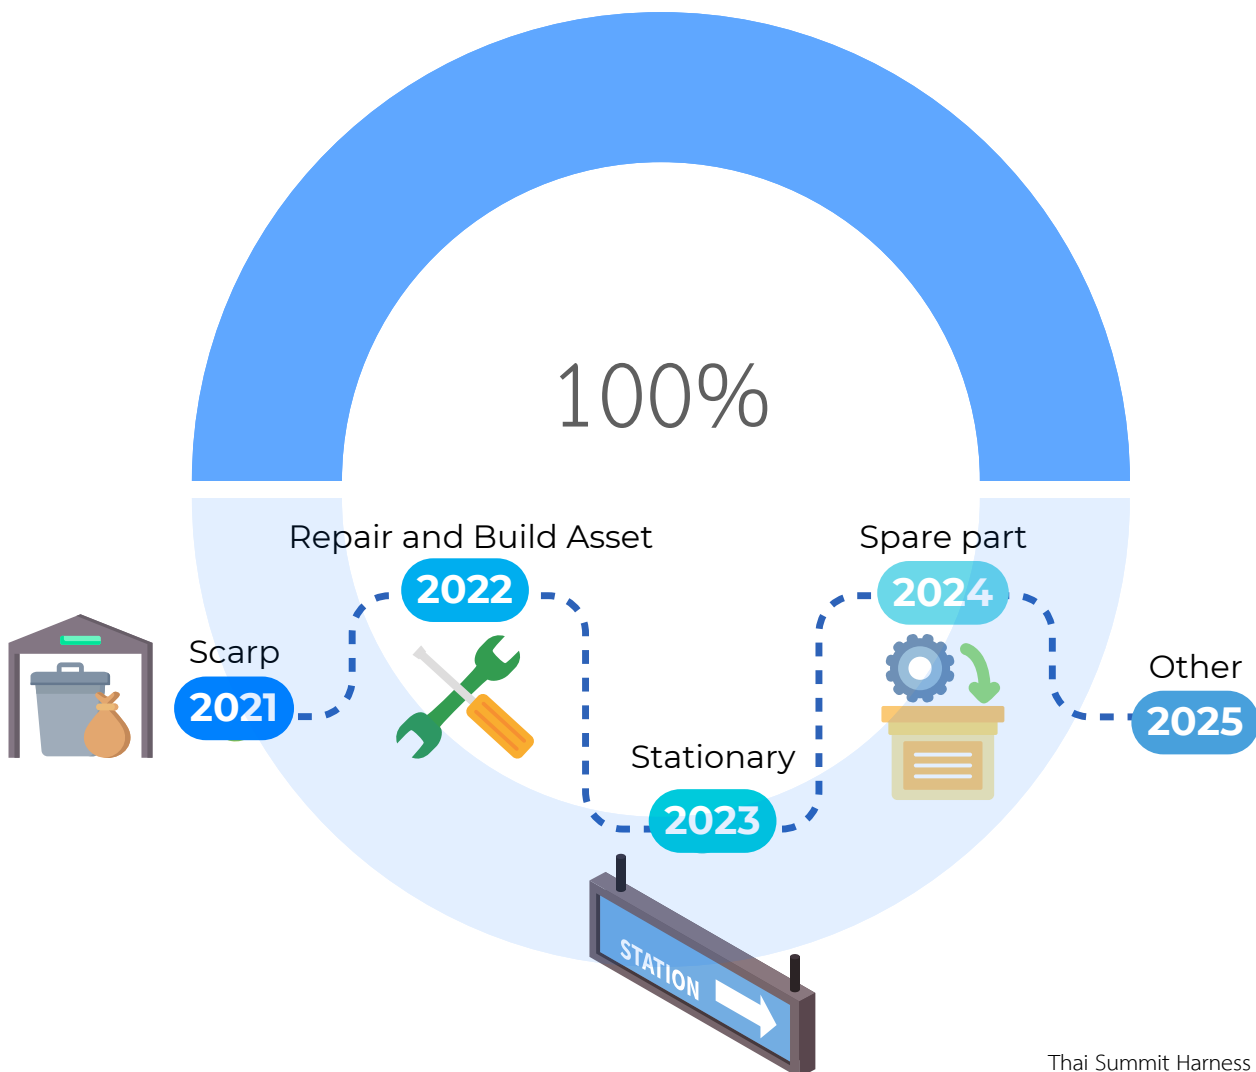 100%
Repair and Build Asset
2022
Spare part
2024
Scarp
2021
Other
2025
Stationary
2023
STATION
Thai Summit Harness